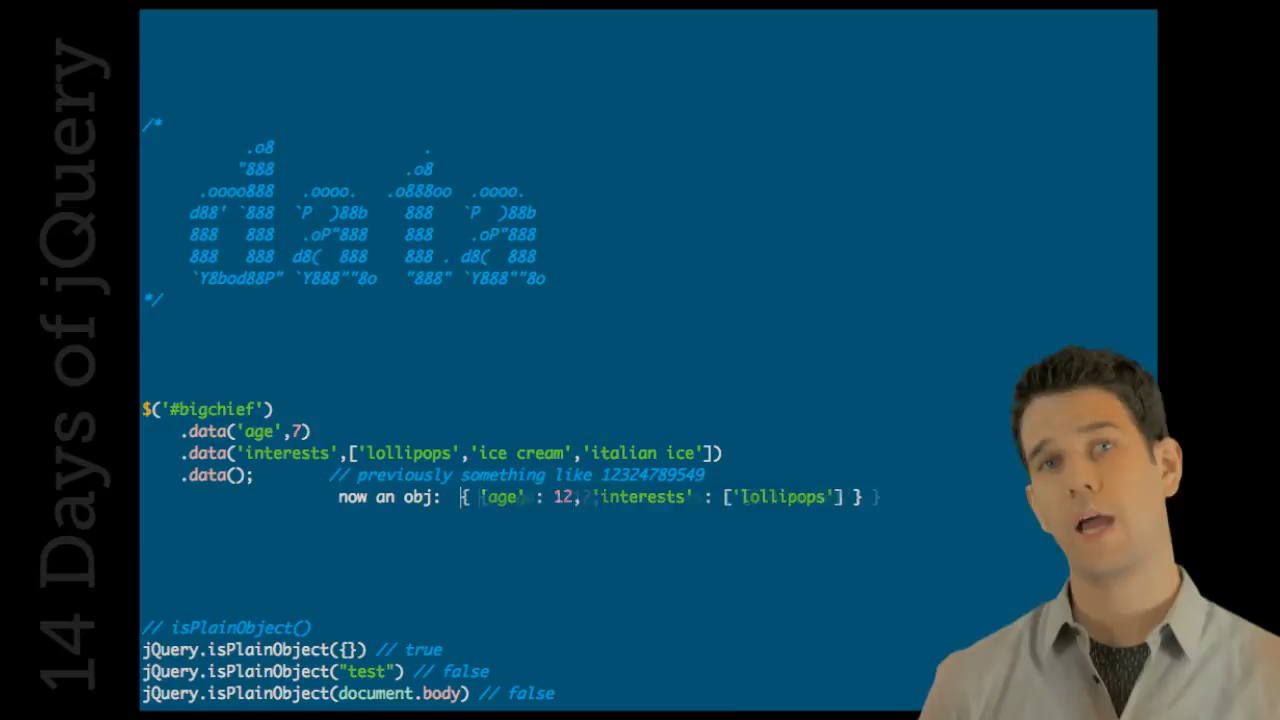 14 Days of jQuery
/*
         .o8                .
        "888              .o8
    .oooo888   .oooo.   .o888oo  .oooo.
   d88' `888  `P  )88b    888   `P  )88b
   888   888   .oP"888    888    .oP"888
   888   888  d8(  888    888 . d8(  888
   `Y8bod88P" `Y888""8o   "888" `Y888""8o
*/
$('#bigchief')
    .data('age',7)
    .data('interests',['lollipops','ice cream','italian ice'])
    .data();        // previously something like 12324789549
                     now an obj:  { 'age' : 12, 'interests' : ['lollipops'] }
// isPlainObject()
jQuery.isPlainObject({}) // true
jQuery.isPlainObject("test") // false
jQuery.isPlainObject(document.body) // false